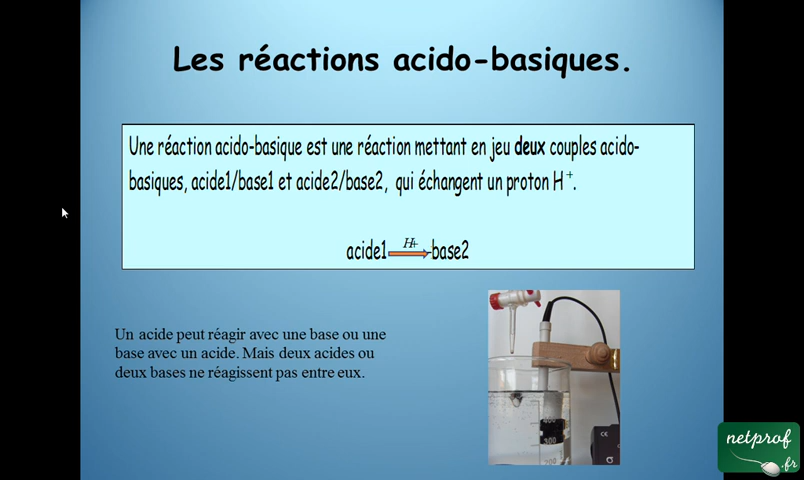 Les réactions acido-basiques.
Une réaction acido-basique est une réaction mettant en jeu deux couples acido-
basiques, acide1/base1 et acide2/base2, qui échangent un proton H⁺.
H+
acide1 base2
Un acide peut réagir avec une base ou une
base avec un acide. Mais deux acides ou
deux bases ne réagissent pas entre eux.
netprof
.fr